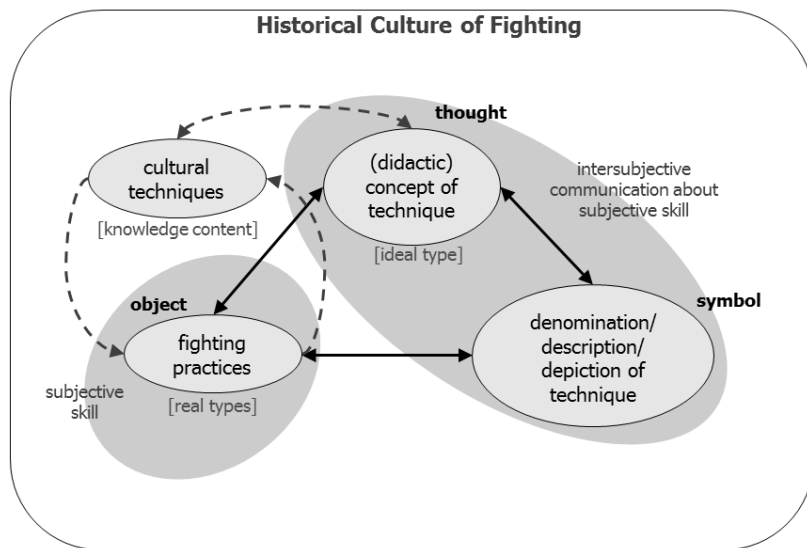 Historical Culture of Fighting
thought
cultural
techniques
[knowledge content]
(didactic)
concept of
technique
[ideal type]
intersubjective
communication about
subjective skill
object
fighting
practices
[real types]
subjective
skill
symbol
denomination/
description/
depiction of
technique